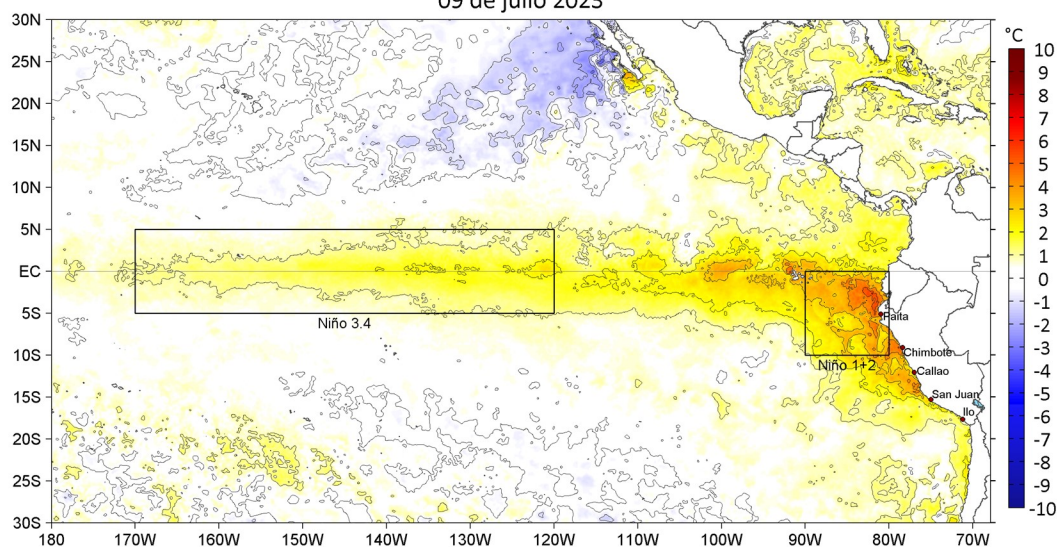 09 de julio 2023
30N
25N
20N
15N
10N
5N
EC
5S
10S
15S
20S
25S
30S
180 170W 160W 150W 140W 130W 120W 110W 100W 90W 80W 70W
Niño 3.4
Niño 1+2
Paita
Chimbote
Callao
San Juan
Ilo
°C
10
9
8
7
6
5
4
3
2
1
0
-1
-2
-3
-4
-5
-6
-7
-8
-9
-10